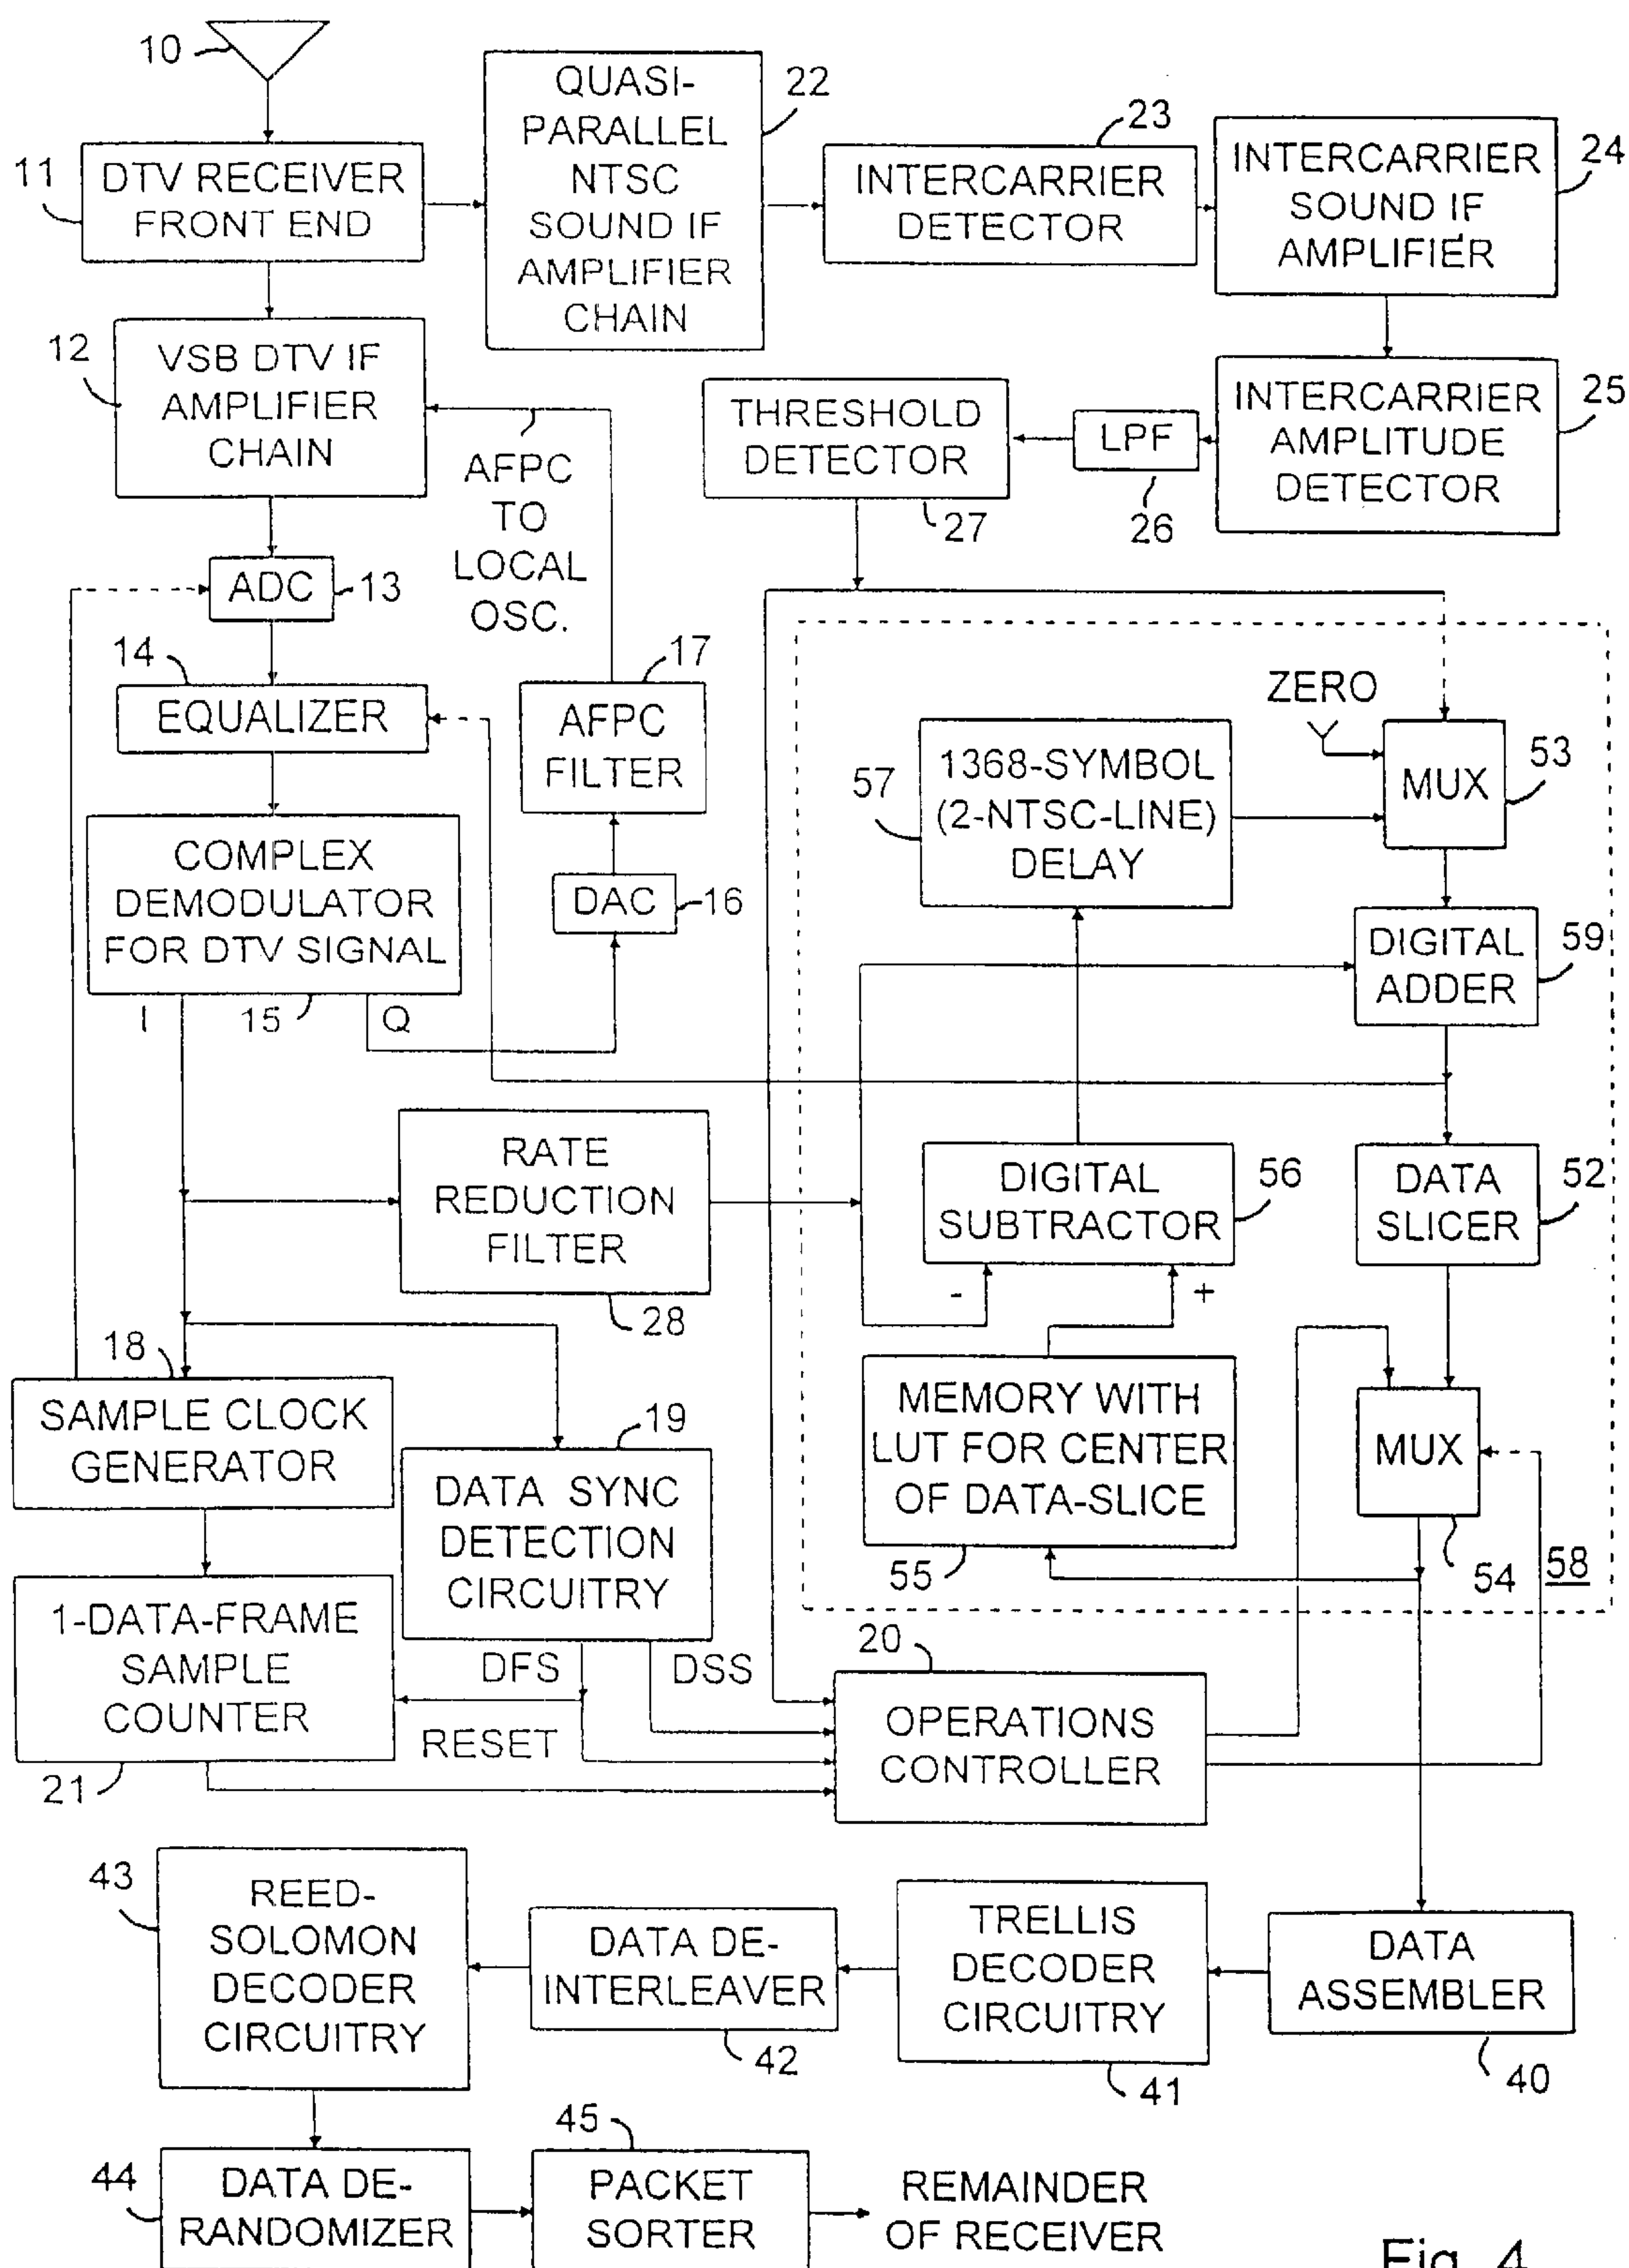 10
11
DTV RECEIVER
FRONT END
QUASI-
PARALLEL
NTSC
SOUND IF
AMPLIFIER
CHAIN
22
INTERCARRIER
DETECTOR
23
INTERCARRIER
SOUND IF
AMPLIFIER
24
12
VSB DTV IF
AMPLIFIER
CHAIN
AFPC
TO
LOCAL
OSC.
THRESHOLD
DETECTOR
27
LPF
26
INTERCARRIER
AMPLITUDE
DETECTOR
25
ADC
13
14
EQUALIZER
17
AFPC
FILTER
ZERO
57
1368-SYMBOL
(2-NTSC-LINE)
DELAY
MUX
53
COMPLEX
DEMODULATOR
FOR DTV SIGNAL
DAC
16
DIGITAL
ADDER
59
I
15
Q
RATE
REDUCTION
FILTER
28
DIGITAL
SUBTRACTOR
56
- +
DATA
SLICER
52
18
SAMPLE CLOCK
GENERATOR
19
DATA SYNC
DETECTION
CIRCUITRY
MEMORY WITH
LUT FOR CENTER
OF DATA-SLICE
55
MUX
54
58
1-DATA-FRAME
SAMPLE
COUNTER
21
DFS
DSS
RESET
20
OPERATIONS
CONTROLLER
43
REED-
SOLOMON
DECODER
CIRCUITRY
DATA DE-
INTERLEAVER
42
TRELLIS
DECODER
CIRCUITRY
41
DATA
ASSEMBLER
40
44
DATA DE-
RANDOMIZER
45
PACKET
SORTER
REMAINDER
OF RECEIVER
Fig. 4